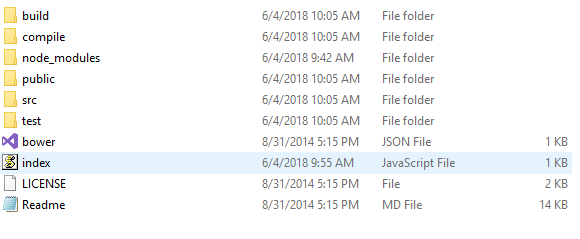 build 6/4/2018 10:05 AM File folder
compile 6/4/2018 10:05 AM File folder
node_modules 6/4/2018 9:42 AM File folder
public 6/4/2018 10:05 AM File folder
src 6/4/2018 10:05 AM File folder
test 6/4/2018 10:05 AM File folder
bower 8/31/2014 5:15 PM JSON File 1 KB
index 6/4/2018 9:55 AM JavaScript File 1 KB
LICENSE 8/31/2014 5:15 PM File 2 KB
Readme 8/31/2014 5:15 PM MD File 14 KB